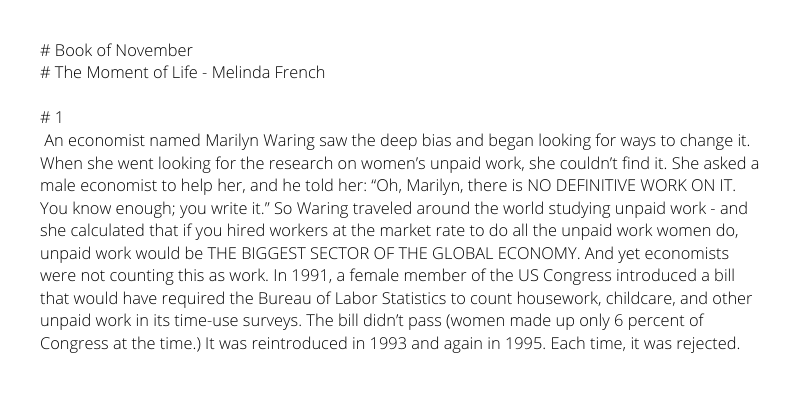 # Book of November
# The Moment of Life - Melinda French
# 1
An economist named Marilyn Waring saw the deep bias and began looking for ways to change it.
When she went looking for the research on women’s unpaid work, she couldn’t find it. She asked a
male economist to help her, and he told her: “Oh, Marilyn, there is NO DEFINITIVE WORK ON IT.
You know enough; you write it.” So Waring traveled around the world studying unpaid work - and
she calculated that if you hired workers at the market rate to do all the unpaid work women do,
unpaid work would be THE BIGGEST SECTOR OF THE GLOBAL ECONOMY. And yet economists
were not counting this as work. In 1991, a female member of the US Congress introduced a bill
that would have required the Bureau of Labor Statistics to count housework, childcare, and other
unpaid work in its time-use surveys. The bill didn’t pass (women made up only 6 percent of
Congress at the time.) It was reintroduced in 1993 and again in 1995. Each time, it was rejected.